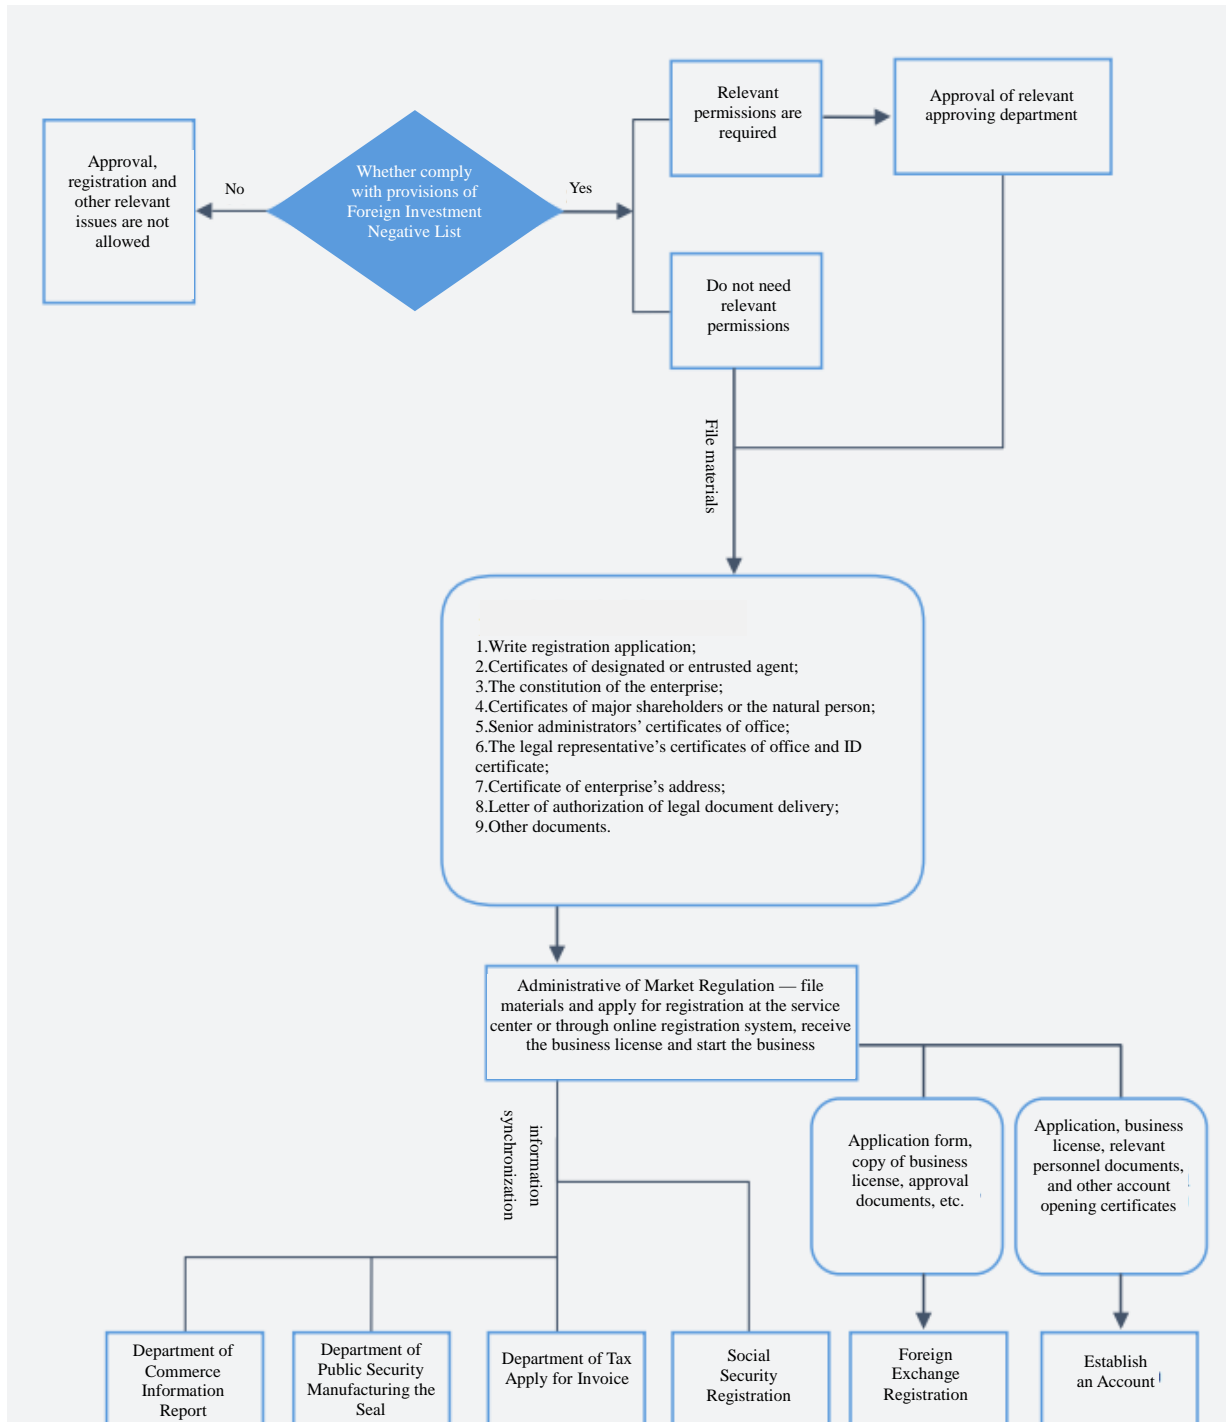 Relevant
permissions are
required
Approval of relevant
approving department
Approval,
registration and
other relevant
issues are not
allowed
No
Whether comply
with provisions of
Foreign Investment
Negative List
Yes
Do not need
relevant
permissions
File materials
1.Write registration application;
2.Certificates of designated or entrusted agent;
3.The constitution of the enterprise;
4.Certificates of major shareholders or the natural person;
5.Senior administrators’ certificates of office;
6.The legal representative’s certificates of office and ID
certificate;
7.Certificate of enterprise’s address;
8.Letter of authorization of legal document delivery;
9.Other documents.
Administrative of Market Regulation — file
materials and apply for registration at the service
center or through online registration system, receive
the business license and start the business
information
synchronization
Application form,
copy of business
license, approval
documents, etc.
Application, business
license, relevant
personnel documents,
and other account
opening certificates
Department of
Commerce
Information
Report
Department of
Public Security
Manufacturing the
Seal
Department of Tax
Apply for Invoice
Social
Security
Registration
Foreign
Exchange
Registration
Establish
an Account